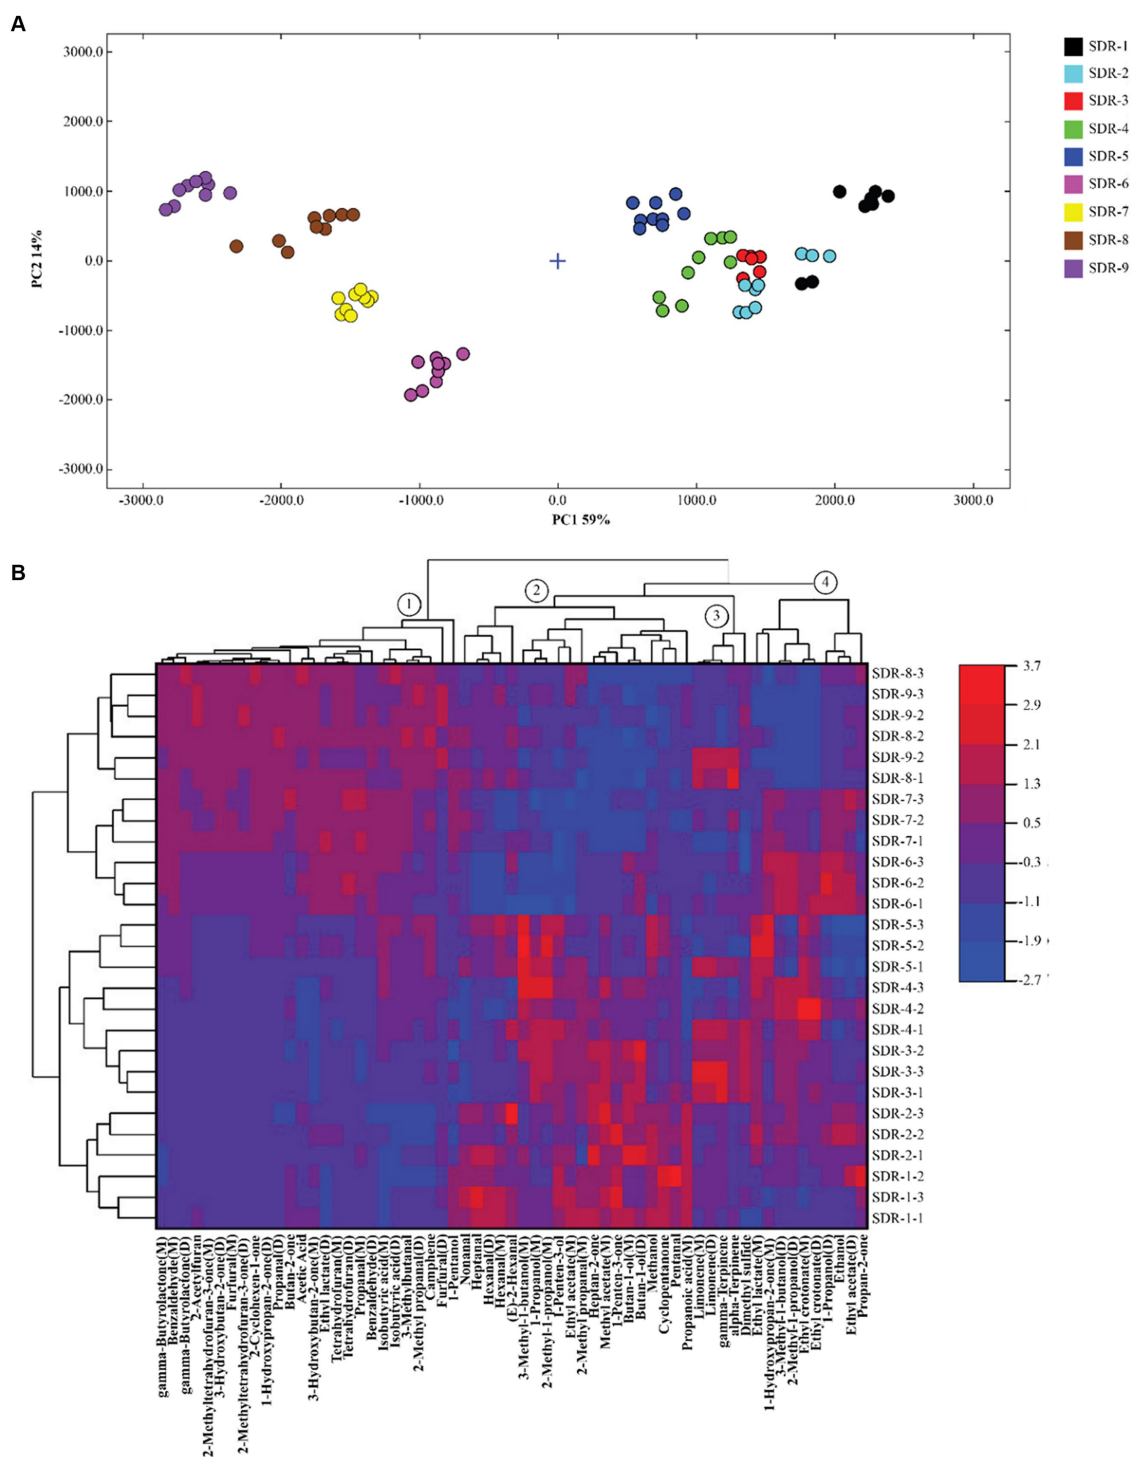 A
3000.0
2000.0
1000.0
0.0
-1000.0
-2000.0
-3000.0
PC2 14%
-3000.0
-2000.0
-1000.0
0.0
1000.0
2000.0
3000.0
PC1 59%
SDR-1
SDR-2
SDR-3
SDR-4
SDR-5
SDR-6
SDR-7
SDR-8
SDR-9
B
1
2
3
4
SDR-8-3
SDR-9-3
SDR-9-2
SDR-8-2
SDR-9-2
SDR-8-1
SDR-7-3
SDR-7-2
SDR-7-1
SDR-6-3
SDR-6-2
SDR-6-1
SDR-5-3
SDR-5-2
SDR-5-1
SDR-4-3
SDR-4-2
SDR-4-1
SDR-3-2
SDR-3-3
SDR-3-1
SDR-2-3
SDR-2-2
SDR-2-1
SDR-1-2
SDR-1-3
SDR-1-1
3.7
2.9
2.1
1.3
0.5
-0.3
-1.1
-1.9
-2.7
gamma-Butyrolactone(M)
Benzaldehyde(M)
gamma-Butyrolactone(D)
2-Acetylfuran
2-Methyltetrahydrofuran-3-one(M)
3-Hydroxybutan-2-one(D)
Furfural(M)
2-Methyltetrahydrofuran-3-one(D)
2-Cyclohexen-1-one
1-Hydroxypropan-2-one(D)
Propanal(D)
Butan-2-one
Acetic Acid
3-Hydroxybutan-2-one(M)
Ethyl lactate(D)
Tetrahydrofuran(M)
Tetrahydrofuran(D)
Propanal(M)
Benzaldehyde(D)
Isobutyric acid(M)
Isobutyric acid(D)
3-Methylbutanal
2-Methyl propanal(D)
Camphene
Furfural(D)
1-Pentanol
Nonanal
Heptanal
Hexanal(D)
Hexanal(M)
(E)-2-Hexanal
3-Methyl-1-butanol(M)
1-Propanol(M)
2-Methyl-1-propanol(M)
1-Penten-3-ol
Ethyl acetate(M)
2-Methyl propanal(M)
Heptan-2-one
Methyl acetate(M)
1-Penten-3-one
Butan-1-ol(M)
Butan-1-ol(D)
Methanol
Cyclopentanone
Pentanal
Propanoic acid(M)
Limonene(M)
Limonene(D)
gamma-Terpinene
alpha-Terpinene
Dimethyl sulfide
Ethyl lactate(M)
1-Hydroxypropan-2-one(M)
3-Methyl-1-butanol(D)
2-Methyl-1-propanol(D)
Ethyl crotonate(M)
Ethyl crotonate(D)
1-Propanol(D)
Ethanol
Ethyl acetate(D)
Propan-2-one